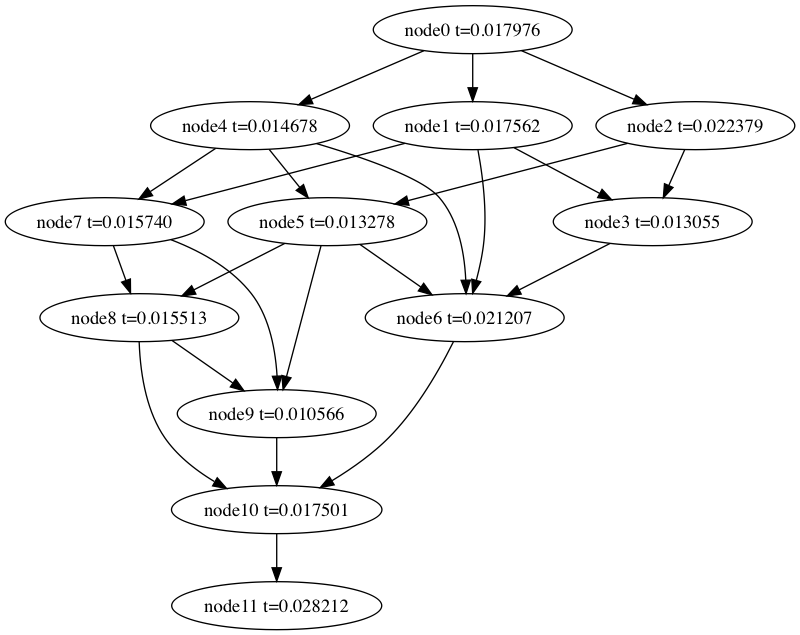 node0 t=0.017976
node4 t=0.014678
node1 t=0.017562
node2 t=0.022379
node7 t=0.015740
node5 t=0.013278
node3 t=0.013055
node8 t=0.015513
node6 t=0.021207
node9 t=0.010566
node10 t=0.017501
node11 t=0.028212